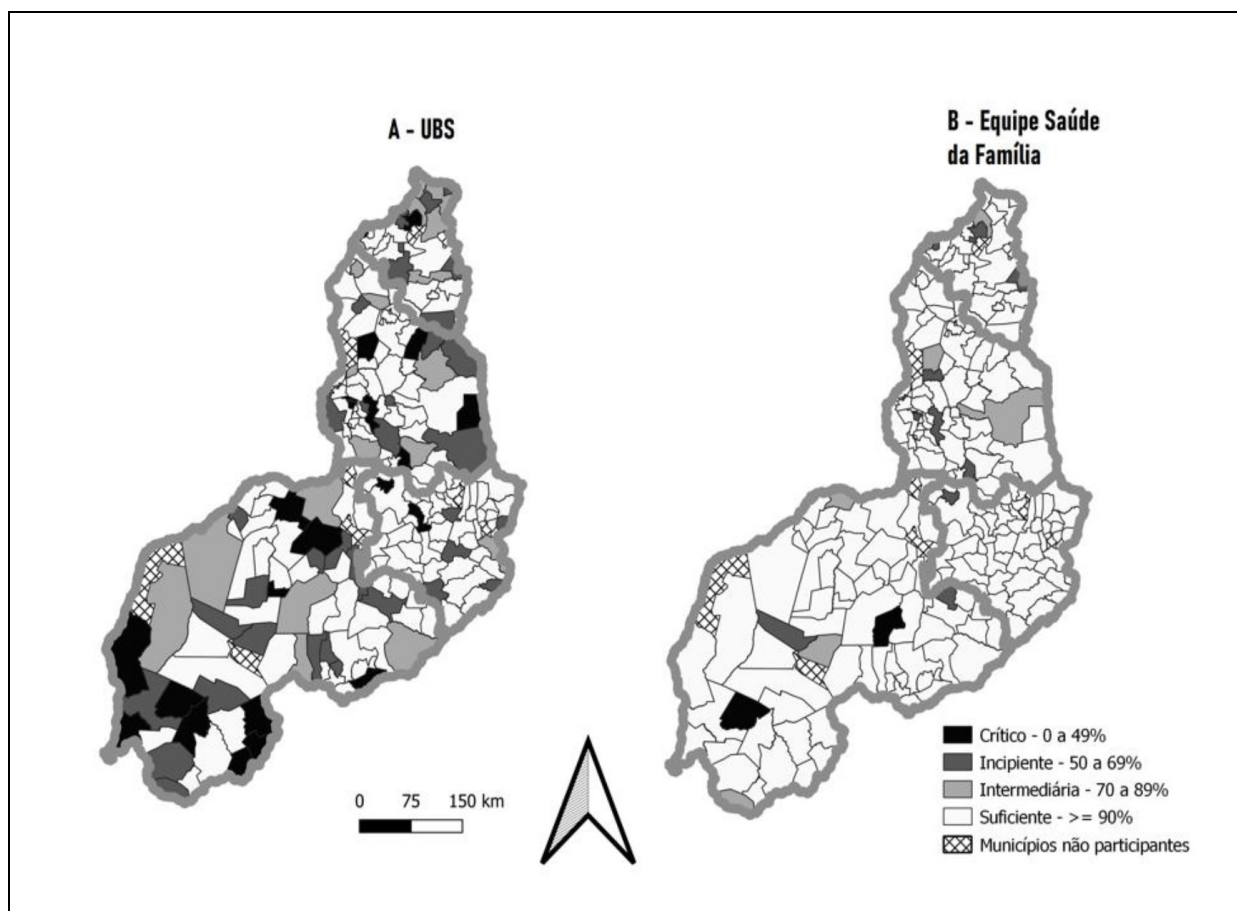 A - UBS
B - Equipe Saúde
da Família
Crítico - 0 a 49%
Incipiente - 50 a 69%
Intermediária - 70 a 89%
Suficiente - >= 90%
Municípios não participantes
0 75 150 km